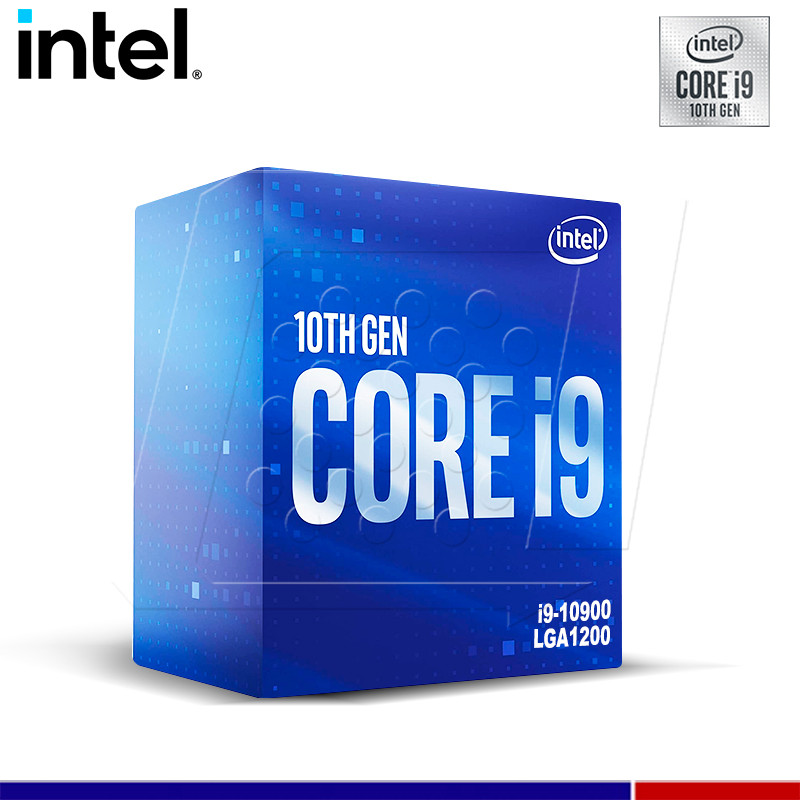 intel®
intel
CORE i9
10TH GEN
intel
10TH GEN
CORE i9
i9-10900
LGA1200